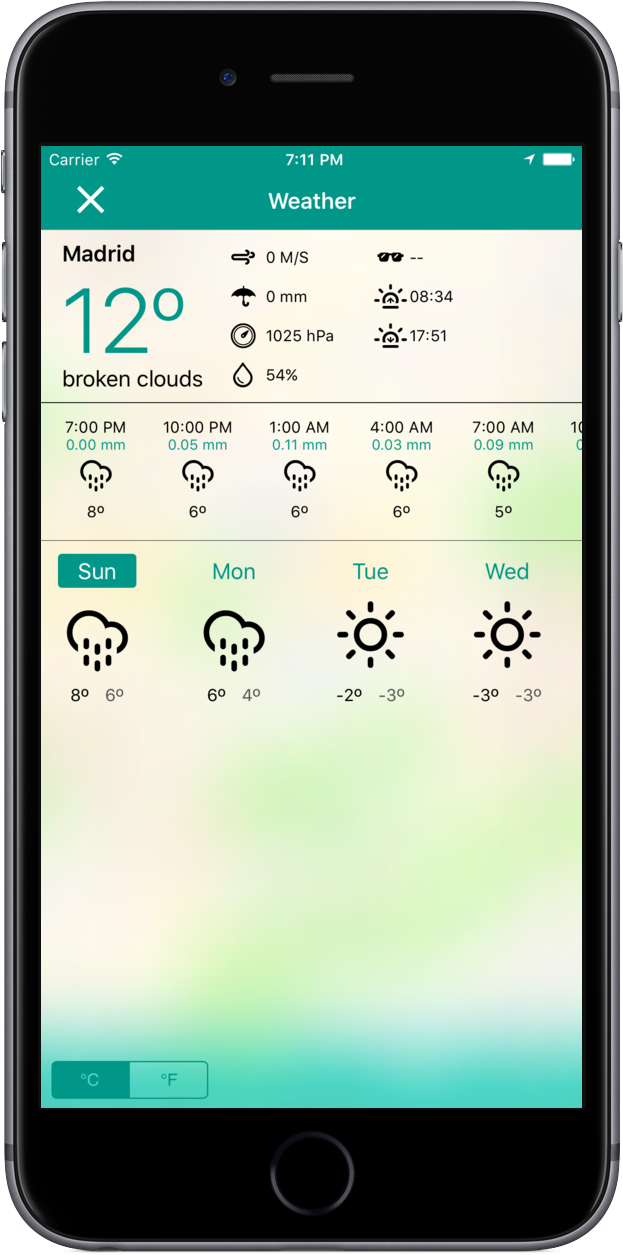 Carrier 7:11 PM
Weather
Madrid
12º
broken clouds
0 M/S
0 mm
1025 hPa
54%
--
08:34
17:51
7:00 PM 10:00 PM 1:00 AM 4:00 AM 7:00 AM 10
0.00 mm 0.05 mm 0.11 mm 0.03 mm 0.09 mm
8º 6º 6º 6º 5º
Sun Mon Tue Wed
8º 6º 6º 4º -2º -3º -3º -3º
°C °F